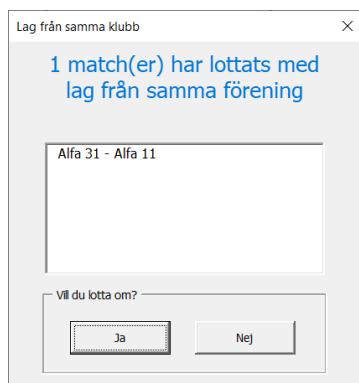 Lag från samma klubb
1 match(er) har lottats med
lag från samma förening
Alfa 31 - Alfa 11
Vill du lotta om?
Ja
Nej